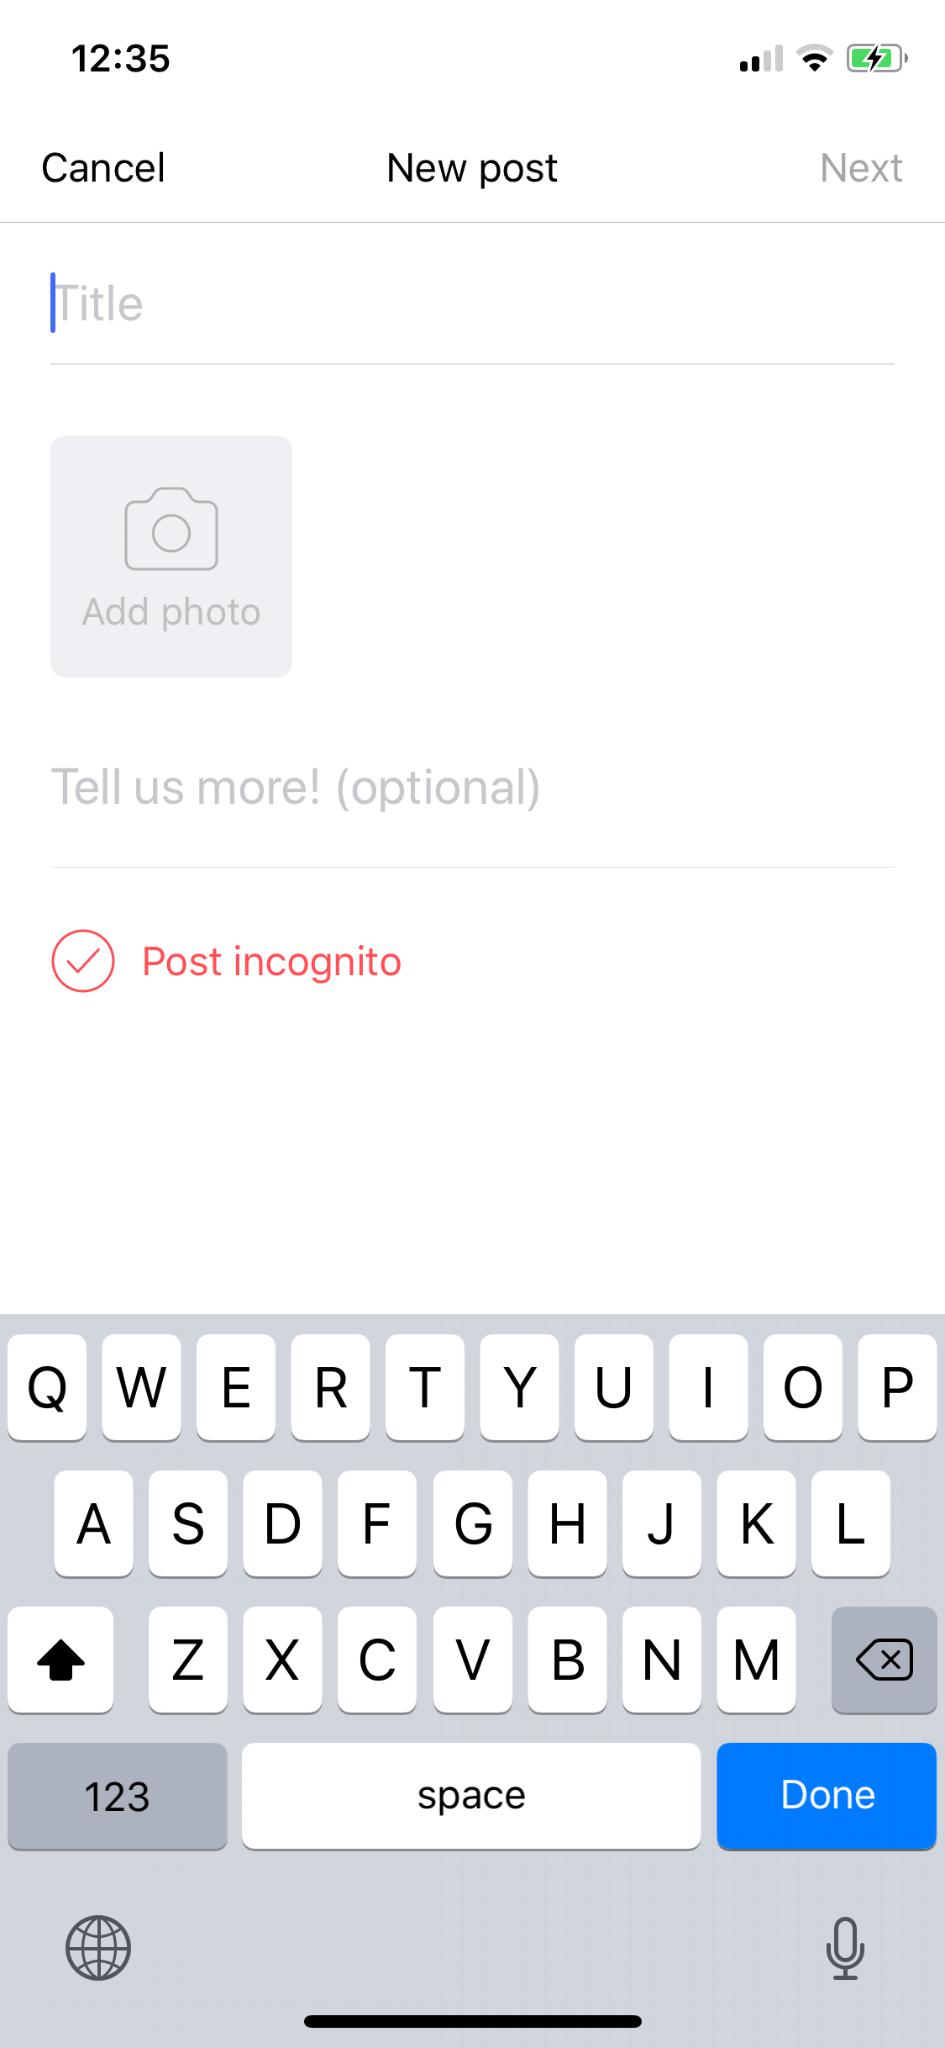 12:35
Cancel New post Next
Title
Add photo
Tell us more! (optional)
Post incognito
Q W E R T Y U I O P
A S D F G H J K L
Z X C V B N M
123 space Done